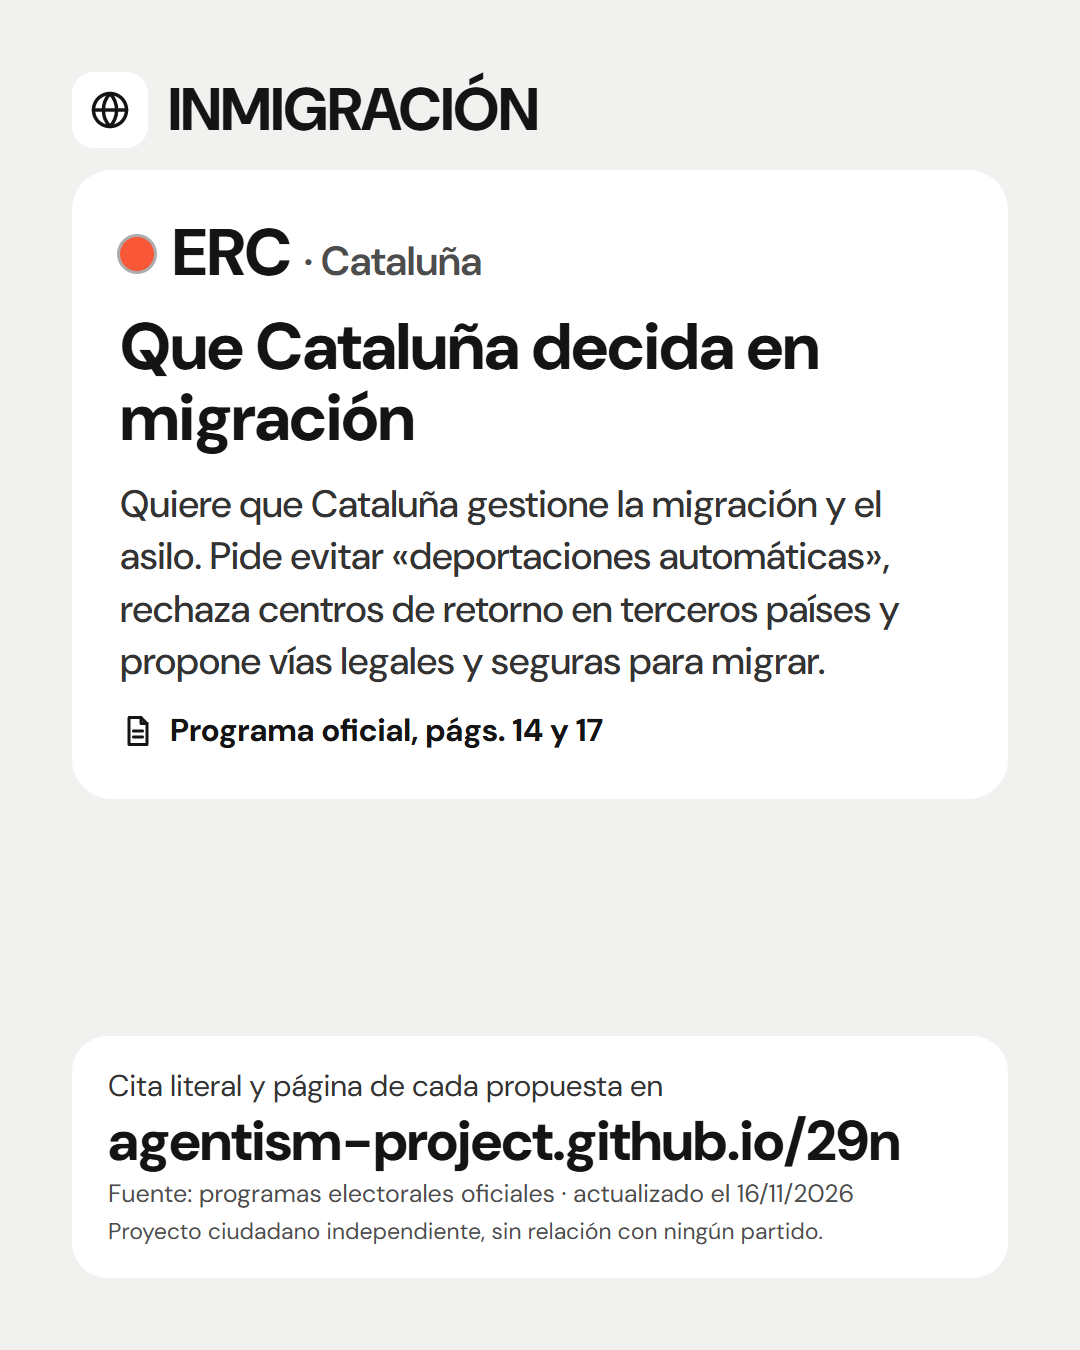 INMIGRACIÓN
ERC · Cataluña
Que Cataluña decida en
migración
Quiere que Cataluña gestione la migración y el
asilo. Pide evitar «deportaciones automáticas»,
rechaza centros de retorno en terceros países y
propone vías legales y seguras para migrar.
Programa oficial, págs. 14 y 17
Cita literal y página de cada propuesta en
agentism-project.github.io/29n
Fuente: programas electorales oficiales · actualizado el 16/11/2026
Proyecto ciudadano independiente, sin relación con ningún partido.